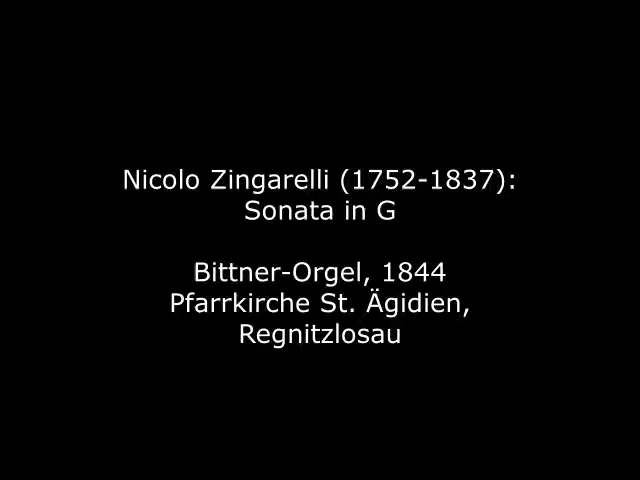 Nicolo Zingarelli (1752-1837):
Sonata in G
Bittner-Orgel, 1844
Pfarrkirche St. Ägidien,
Regnitzlosau